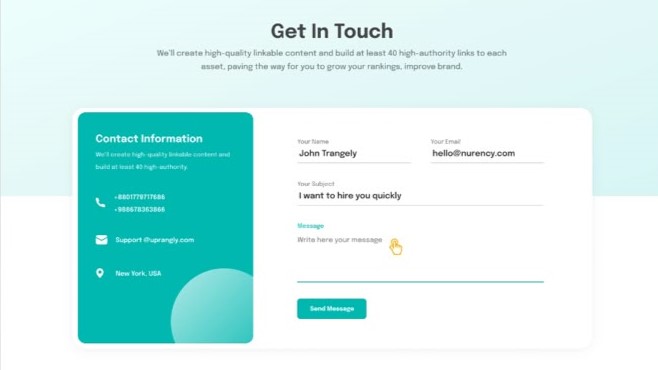 Get In Touch
We'll create high-quality linkable content and build at least 40 high-authority links to each
asset, paving the way for you to grow your rankings, improve brand.
Contact Information
We'll create high-quality linkable content and
build at least 40 high-authority.
+8801779717686
+988678363866
Support @uprangly.com
New York, USA
Your Name
Your Email
John Trangely
hello@nurency.com
Your Subject
I want to hire you quickly
Message
Write here your message
Send Message